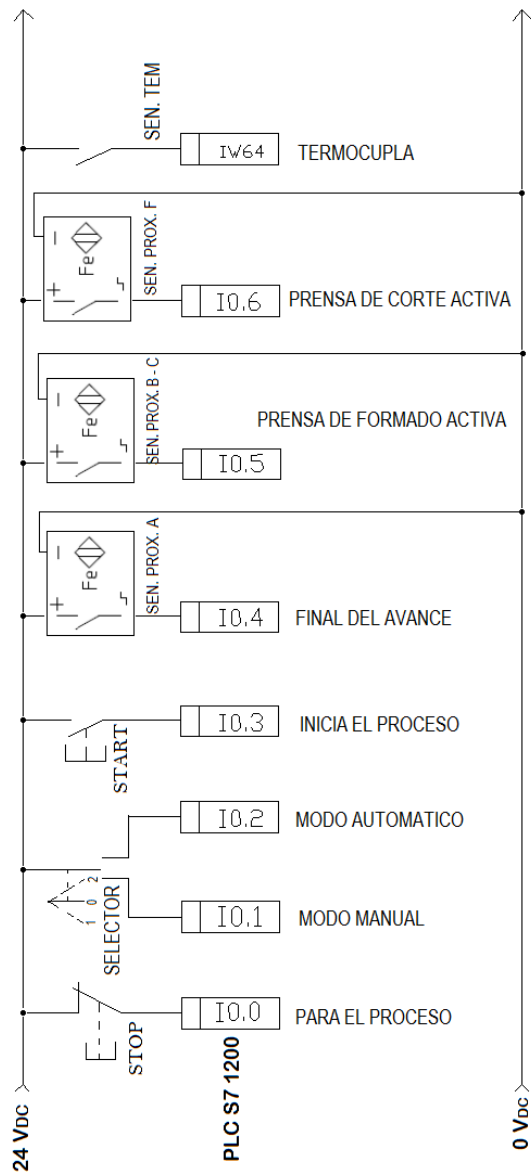 24 VDC
0 VDC
PLC S7 1200
SEN. TEM
IW64
TERMOCUPLA
+
-
Fe
SEN. PROX. F
I0.6
PRENSA DE CORTE ACTIVA
+
-
Fe
SEN.PROX. B - C
I0.5
PRENSA DE FORMADO ACTIVA
+
-
Fe
SEN. PROX. A
I0.4
FINAL DEL AVANCE
START
I0.3
INICIA EL PROCESO
I0.2
MODO AUTOMATICO
1 0 2
SELECTOR
I0.1
MODO MANUAL
STOP
I0.0
PARA EL PROCESO